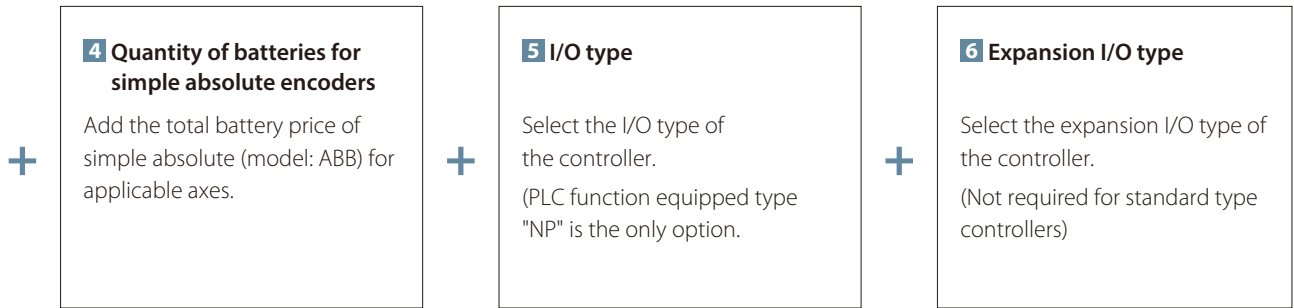 4 Quantity of batteries for
simple absolute encoders
Add the total battery price of
simple absolute (model: ABB) for
applicable axes.
5 I/O type
Select the I/O type of
the controller.
(PLC function equipped type
"NP" is the only option.
6 Expansion I/O type
Select the expansion I/O type of
the controller.
(Not required for standard type
controllers)